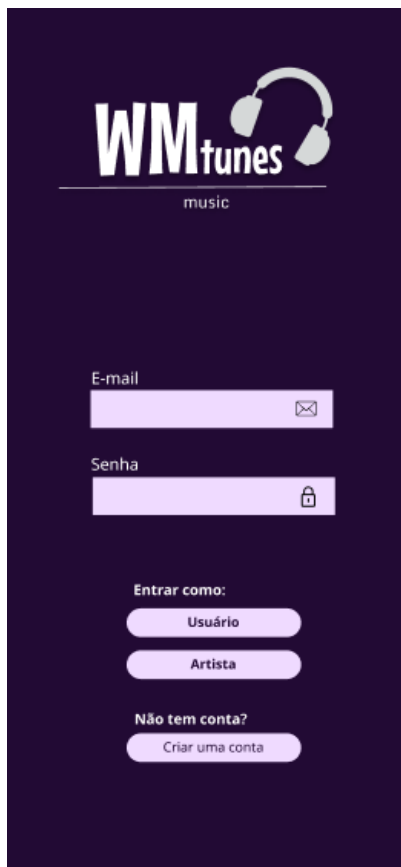 WMtunes
music
E-mail
Senha
Entrar como:
Usuário
Artista
Não tem conta?
Criar uma conta